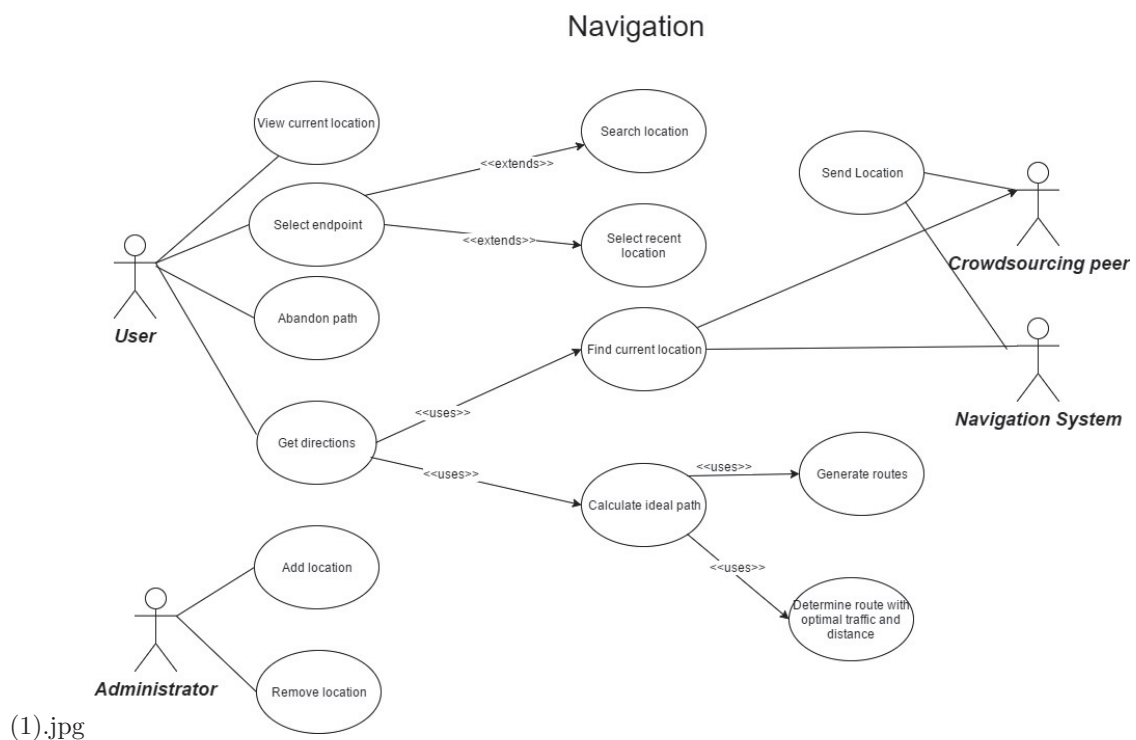 Navigation
View current location
Search location
<<extends>>
Send Location
Select endpoint
<<extends>>
Select recent
location
Crowdsourcing peer
User
Abandon path
Find current location
<<uses>>
Navigation System
Get directions
<<uses>>
<<uses>>
Generate routes
Calculate ideal path
<<uses>>
Add location
Determine route with
optimal traffic and
distance
Administrator
Remove location
(1).jpg